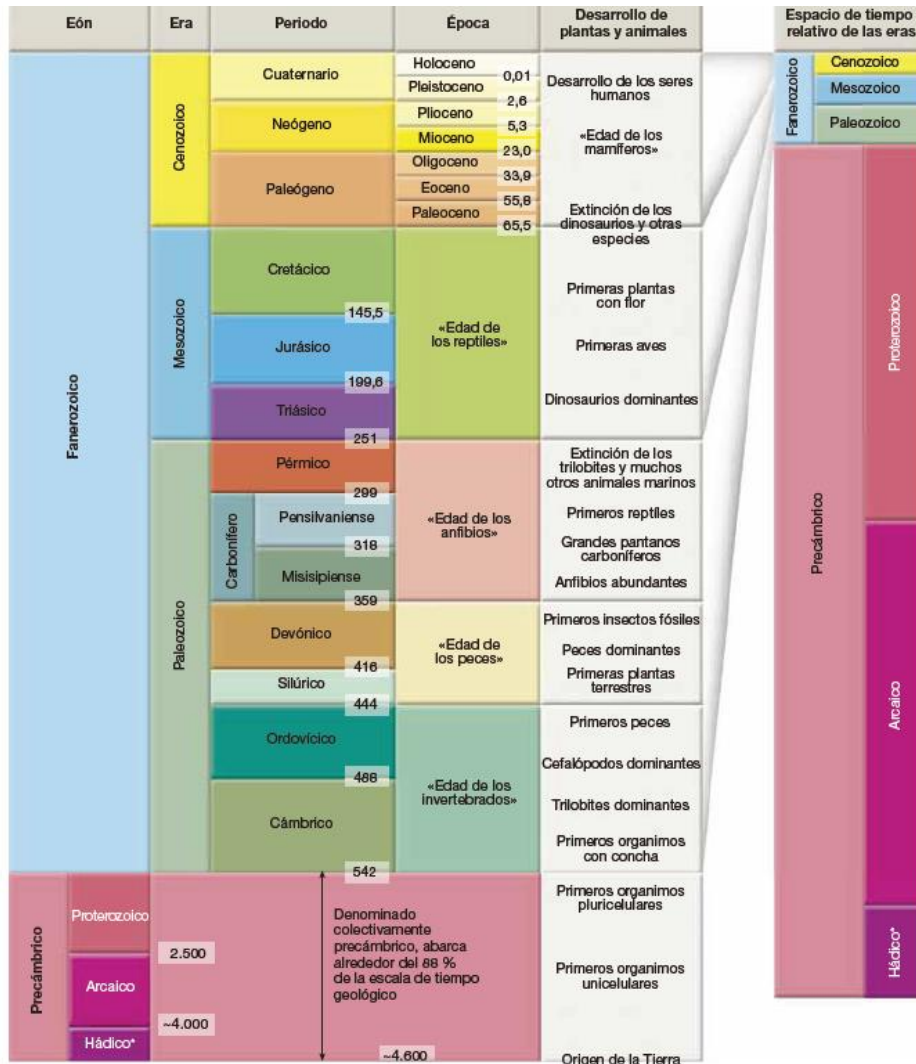 Eón
Era
Periodo
Época
Desarrollo de
plantas y animales
Espacio de tiempo
relativo de las eras
Fanerozoico
Cenozoico
Cuaternario
Holoceno
0,01
Pleistoceno
2,6
Neógeno
Plioceno
5,3
Mioceno
23,0
Paleógeno
Oligoceno
33,9
Eoceno
55,8
Paleoceno
65,5
Desarrollo de los seres
humanos
«Edad de los
mamíferos»
Extinción de los
dinosaurios y otras
especies
Mesozoico
Cretácico
145,5
Jurásico
199,6
Triásico
251
«Edad de
los reptiles»
Primeras plantas
con flor
Primeras aves
Dinosaurios dominantes
Paleozoico
Pérmico
299
Carbonífero
Pensilvaniense
318
Misisipiense
359
«Edad de los
anfibios»
Extinción de los
trilobites y muchos
otros animales marinos
Primeros reptiles
Grandes pantanos
carboníferos
Anfibios abundantes
Devónico
416
Silúrico
444
«Edad de
los peces»
Primeros insectos fósiles
Peces dominantes
Primeras plantas
terrestres
Ordovícico
488
Cámbrico
542
«Edad de los
invertebrados»
Primeros peces
Cefalópodos dominantes
Trilobites dominantes
Primeros organimos
con concha
Precámbrico
Proterozoico
2.500
Arcaico
~4.000
Hádico*
Denominado
colectivamente
precámbrico, abarca
alrededor del 88 %
de la escala de tiempo
geológico
~4.600
Primeros organimos
pluricelulares
Primeros organimos
unicelulares
Origen de la Tierra
Fanerozoico
Cenozoico
Mesozoico
Paleozoico
Precámbrico
Proterozoico
Arcaico
Hádico*